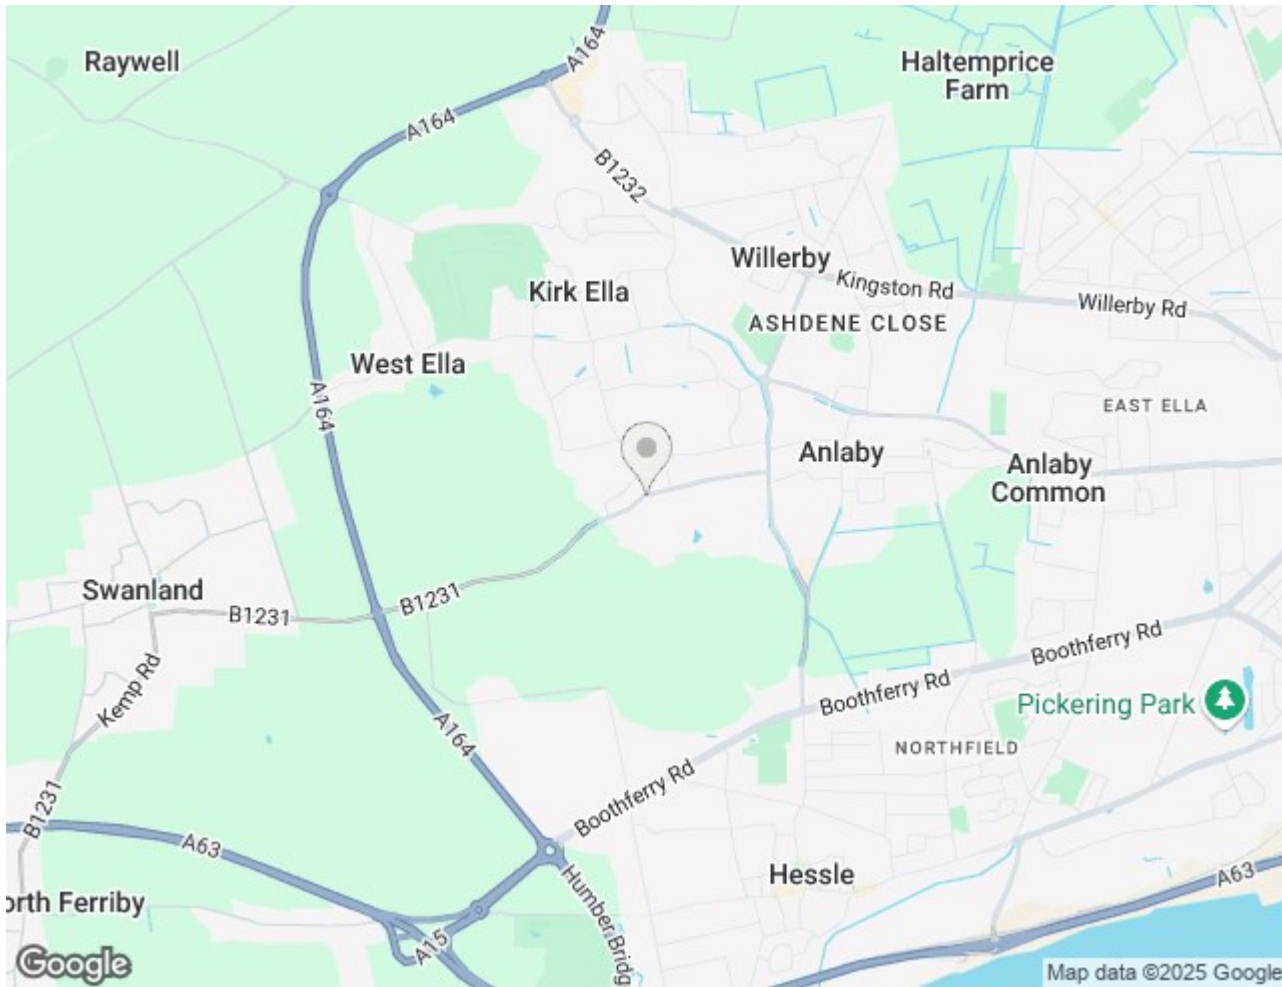 A164
Raywell
Haltemprice
Farm
A164
B1232
Willerby
Kingston Rd
Kirk Ella
Willerby Rd
ASHDENE CLOSE
West Ella
A164
EAST ELLA
Anlaby
Anlaby
Common
Swanland
B1231
B1231
Boothferry Rd
Kemp Rd
Boothferry Rd
Pickering Park
A164
NORTHFIELD
Boothferry Rd
B1231
A63
Hessle
A63
orth Ferriby
Humber Bridg
A15
Google
Map data ©2025 Google